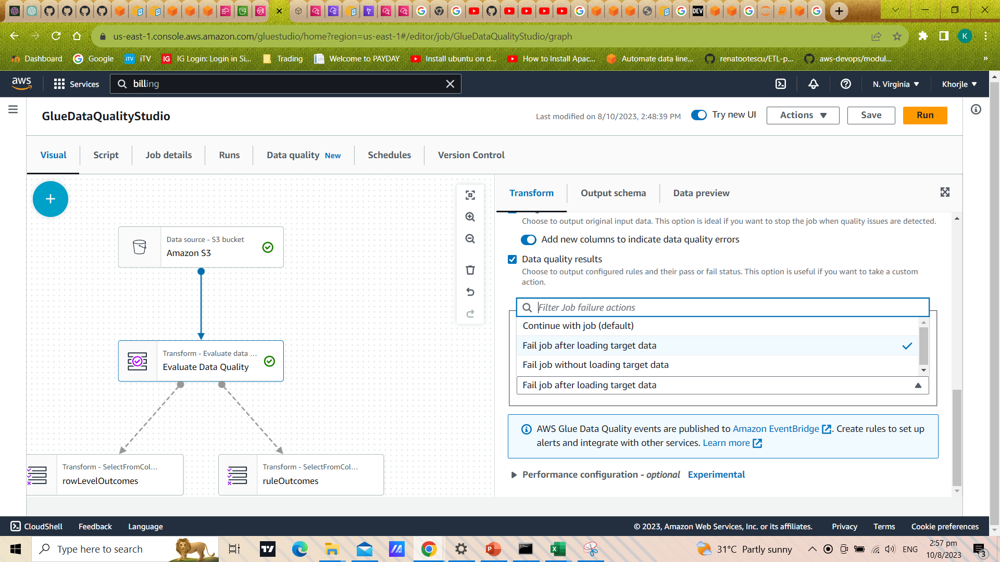 us-east-1.console.aws.amazon.com/gluestudio/home?region=us-east-1#/editor/job/GlueDataQualityStudio/graph
K
Dashboard Google iTV IG Login: Login in Si... Trading Welcome to PAYDAY Install ubuntu on d... How to Install Apac... Automate data line... renatootescu/ETL-p... aws-devops/modul... »
aws Services billing N. Virginia ▼ Khorjle ▼
GlueDataQualityStudio
Last modified on 8/10/2023, 2:48:39 PM Try new UI Actions ▼ Save Run
Visual Script Job details Runs Data quality New Schedules Version Control
Transform Output schema Data preview
Choose to output original input data. This option is ideal if you want to stop the job when quality issues are detected.
Add new columns to indicate data quality errors
Data quality results
Choose to output configured rules and their pass or fail status. This option is useful if you want to take a custom
action.
Filter Job failure actions
Continue with job (default)
Fail job after loading target data
Fail job without loading target data
Fail job after loading target data
AWS Glue Data Quality events are published to Amazon EventBridge. Create rules to set up
alerts and integrate with other services. Learn more
Performance configuration - optional Experimental
Data source - S3 bucket
Amazon S3
Transform - Evaluate data ...
Evaluate Data Quality
Transform - SelectFromCol...
rowLevelOutcomes
Transform - SelectFromCol...
ruleOutcomes
CloudShell Feedback Language © 2023, Amazon Web Services, Inc. or its affiliates. Privacy Terms Cookie preferences
Type here to search 31°C Partly sunny ENG 2:57 pm
10/8/2023
3